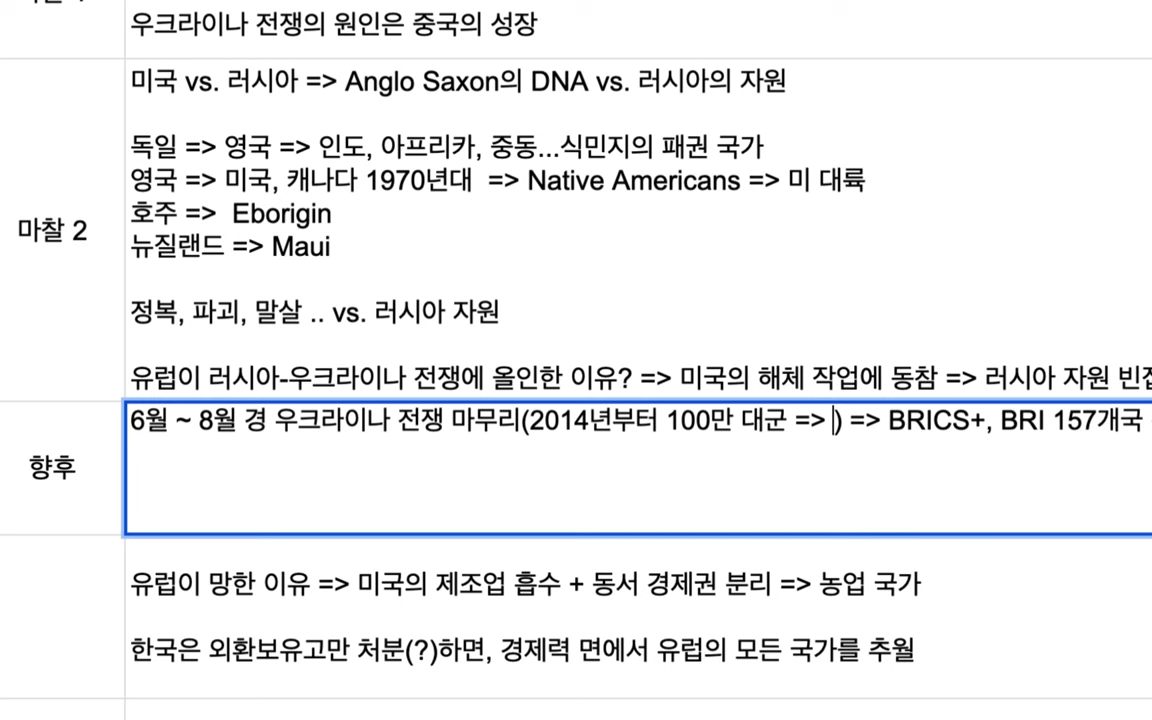 우크라이나 전쟁의 원인은 중국의 성장
미국 vs. 러시아 => Anglo Saxon의 DNA vs. 러시아의 자원
독일 => 영국 => 인도, 아프리카, 중동...식민지의 패권 국가
영국 => 미국, 캐나다 1970년대 => Native Americans => 미 대륙
호주 => Eborigin
마찰 2
뉴질랜드 => Maui
정복, 파괴, 말살 .. vs. 러시아 자원
유럽이 러시아-우크라이나 전쟁에 올인한 이유? => 미국의 해체 작업에 동참 => 러시아 자원 빈집
6월 ~ 8월 경 우크라이나 전쟁 마무리(2014년부터 100만 대군 => ) => BRICS+, BRI 157개국
향후
유럽이 망한 이유 => 미국의 제조업 흡수 + 동서 경제권 분리 => 농업 국가
한국은 외환보유고만 처분(?)하면, 경제력 면에서 유럽의 모든 국가를 추월